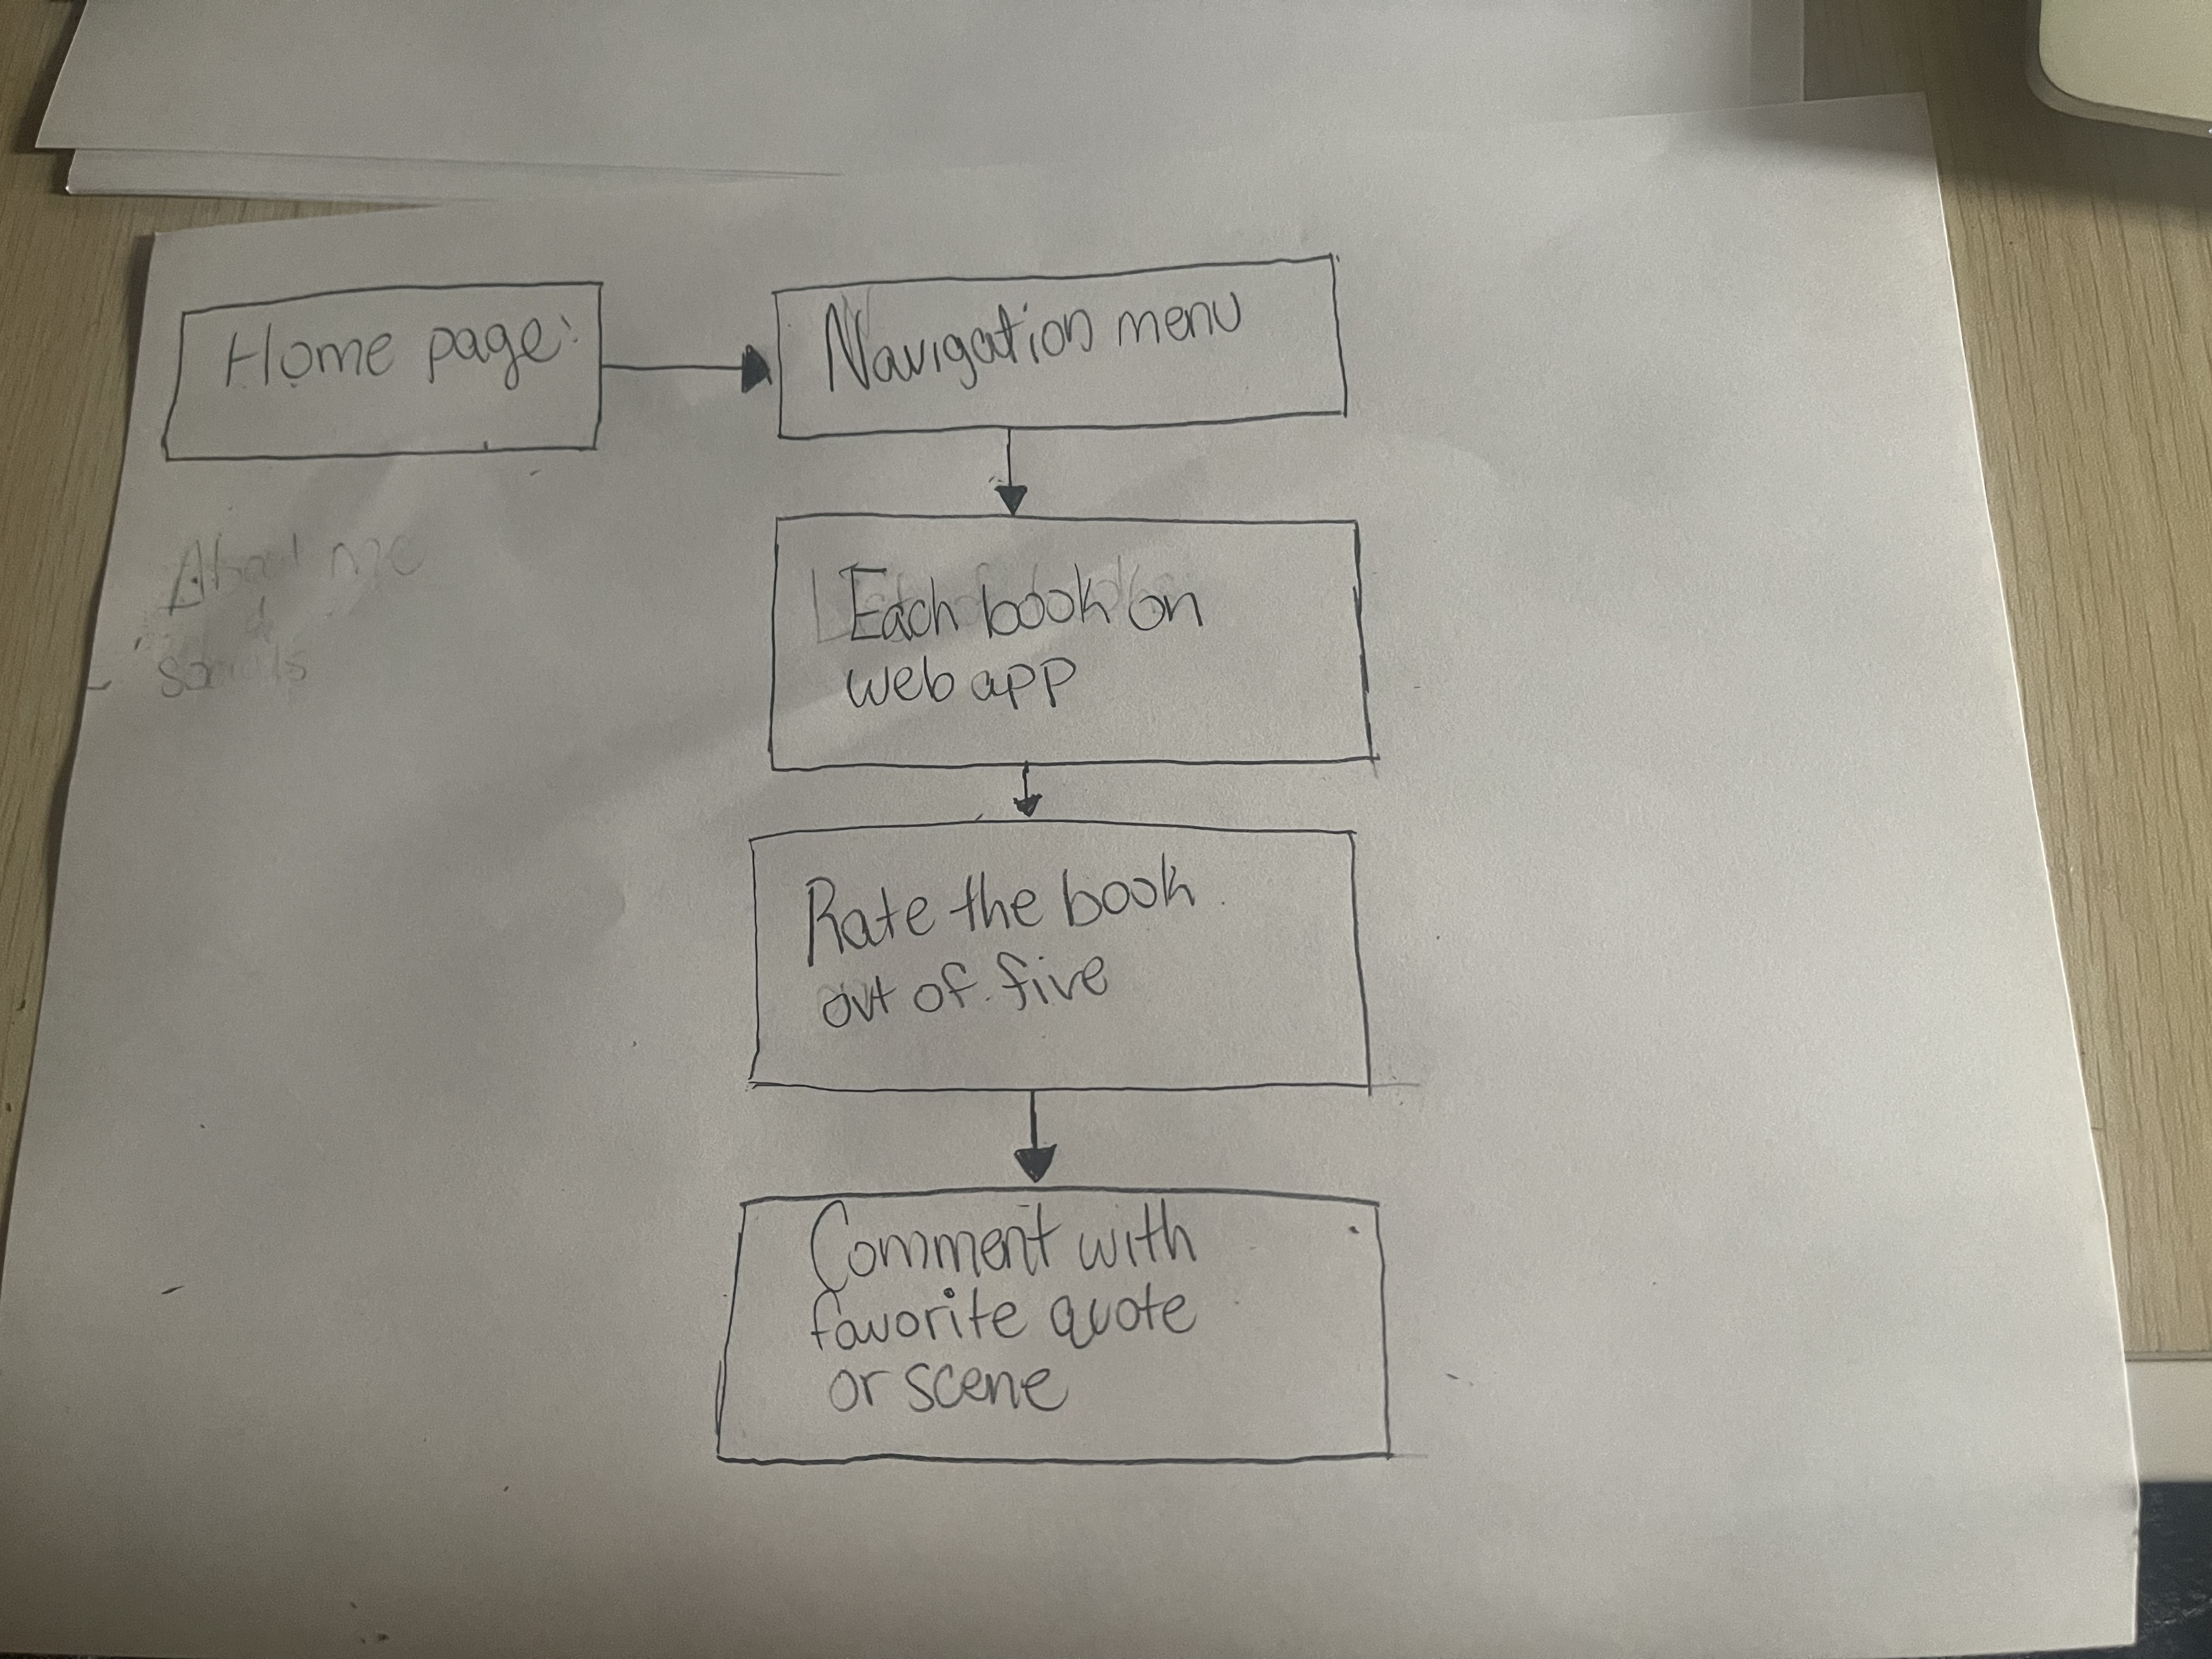 Home page:
Navigation menu
Each book on
web app
Rate the book
out of five
Comment with
favorite quote
or scene
About me
&
socials